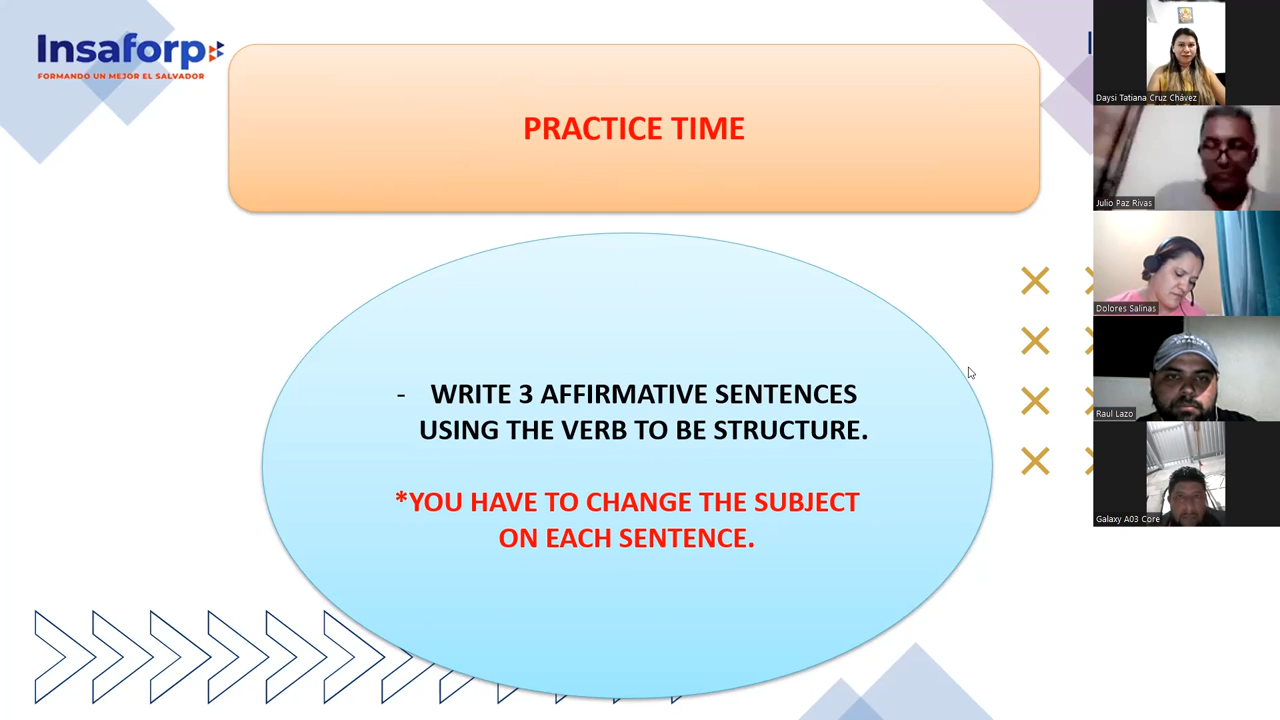 Insaforp
FORMANDO UN MEJOR EL SALVADOR
PRACTICE TIME
- WRITE 3 AFFIRMATIVE SENTENCES
USING THE VERB TO BE STRUCTURE.
*YOU HAVE TO CHANGE THE SUBJECT
ON EACH SENTENCE.
Daysi Tatiana Cruz Chávez
Julio Paz Rivas
Dolores Salinas
Raul Lazo
Galaxy A03 Core